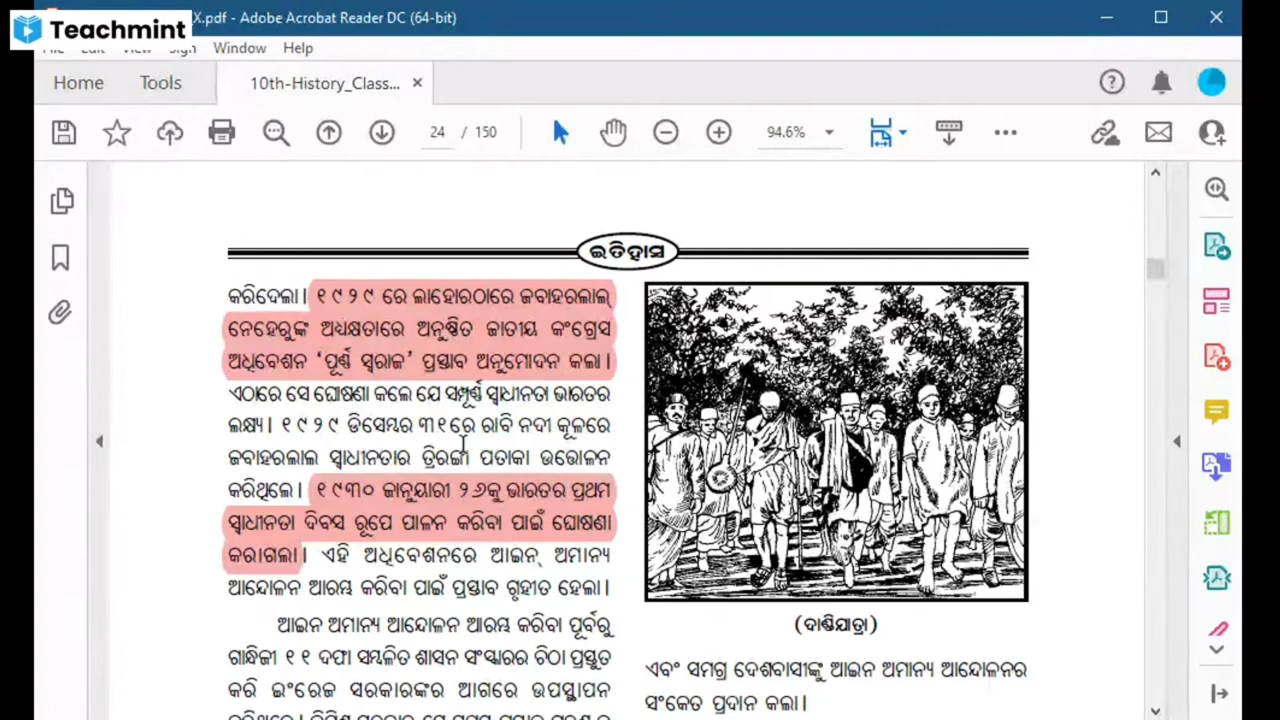 Teachmint
X.pdf - Adobe Acrobat Reader DC (64-bit)
Window Help
Home Tools 10th-History_Class...
24 / 150 94.6%
ଇତିହାସ
କରିଦେଲା। ୧୯୨୯ ରେ ଲାହୋରଠାରେ ଜବାହରଲାଲ୍
ନେହେରୁଙ୍କ ଅଧ୍ୟକ୍ଷତାରେ ଅନୁଷ୍ଠିତ ଜାତୀୟ କଂଗ୍ରେସ
ଅଧିବେଶନ ‘ପୂର୍ଣ୍ଣ ସ୍ୱରାଜ’ ପ୍ରସ୍ତାବ ଅନୁମୋଦନ କଲା।
ଏଠାରେ ସେ ଘୋଷଣା କଲେ ଯେ ସମ୍ପୂର୍ଣ୍ଣ ସ୍ୱାଧୀନତା ଭାରତର
ଲକ୍ଷ୍ୟ। ୧୯୨୯ ଡିସେମ୍ବର ୩୧ରେ ରାବି ନଦୀ କୂଳରେ
ଜବାହରଲାଲ ସ୍ୱାଧୀନତାର ତ୍ରିରଙ୍ଗା ପତାକା ଉତ୍ତୋଳନ
କରିଥିଲେ। ୧୯୩୦ ଜାନୁୟାରୀ ୨୬କୁ ଭାରତର ପ୍ରଥମ
ସ୍ୱାଧୀନତା ଦିବସ ରୂପେ ପାଳନ କରିବା ପାଇଁ ଘୋଷଣା
କରାଗଲା। ଏହି ଅଧିବେଶନରେ ଆଇନ୍ ଅମାନ୍ୟ
ଆନ୍ଦୋଳନ ଆରମ୍ଭ କରିବା ପାଇଁ ପ୍ରସ୍ତାବ ଗୃହୀତ ହେଲା।
ଆଇନ ଅମାନ୍ୟ ଆନ୍ଦୋଳନ ଆରମ୍ଭ କରିବା ପୂର୍ବରୁ
ଗାନ୍ଧିଜୀ ୧୧ ଦଫା ସମ୍ବଳିତ ଶାସନ ସଂସ୍କାରର ଚିଠା ପ୍ରସ୍ତୁତ
କରି ଇଂରେଜ ସରକାରଙ୍କର ଆଗରେ ଉପସ୍ଥାପନ
(ଦାଣ୍ଡିଯାତ୍ରା)
ଏବଂ ସମଗ୍ର ଦେଶବାସୀଙ୍କୁ ଆଇନ ଅମାନ୍ୟ ଆନ୍ଦୋଳନର
ସଂକେତ ପ୍ରଦାନ କଲା।